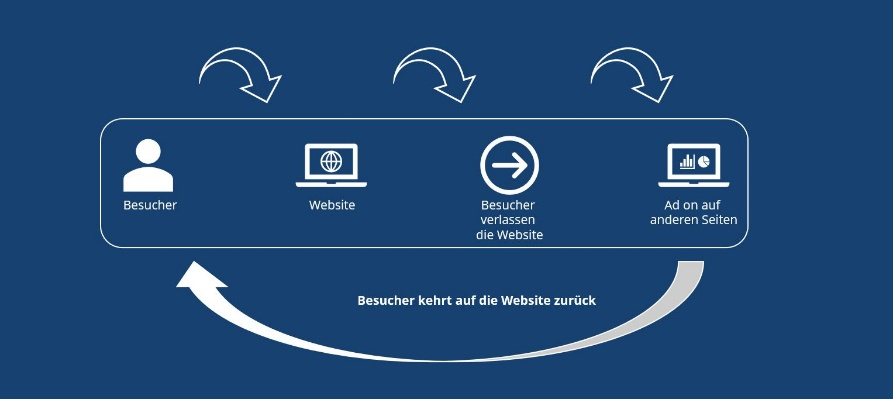 Besucher
Website
Besucher
verlassen
die Website
Ad on auf
anderen Seiten
Besucher kehrt auf die Website zurück